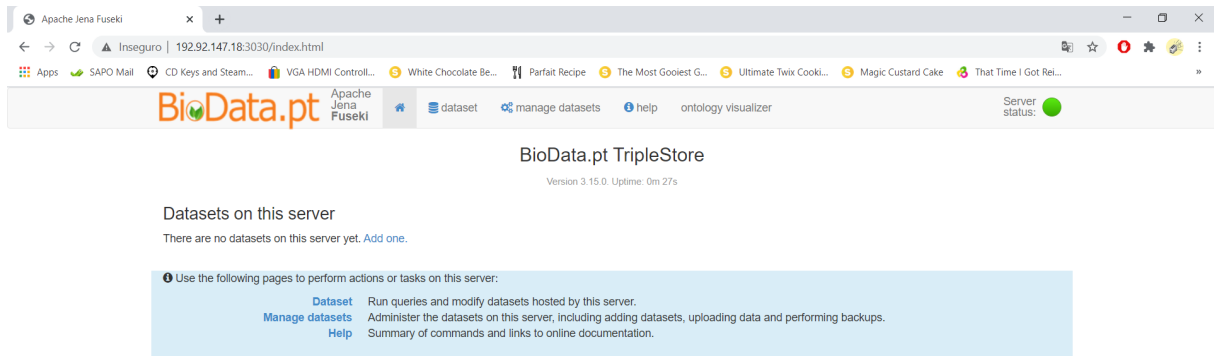 Apache Jena Fuseki
Inseguro | 192.92.147.18:3030/index.html
Apps SAPO Mail CD Keys and Steam... VGA HDMI Controll... White Chocolate Be... Parfait Recipe The Most Gooiest G... Ultimate Twix Cooki... Magic Custard Cake That Time I Got Rei... »
BioData.pt Apache Jena Fuseki dataset manage datasets help ontology visualizer Server status:
BioData.pt TripleStore
Version 3.15.0. Uptime: 0m 27s
Datasets on this server
There are no datasets on this server yet. Add one.
Use the following pages to perform actions or tasks on this server:
Dataset Run queries and modify datasets hosted by this server.
Manage datasets Administer the datasets on this server, including adding datasets, uploading data and performing backups.
Help Summary of commands and links to online documentation.